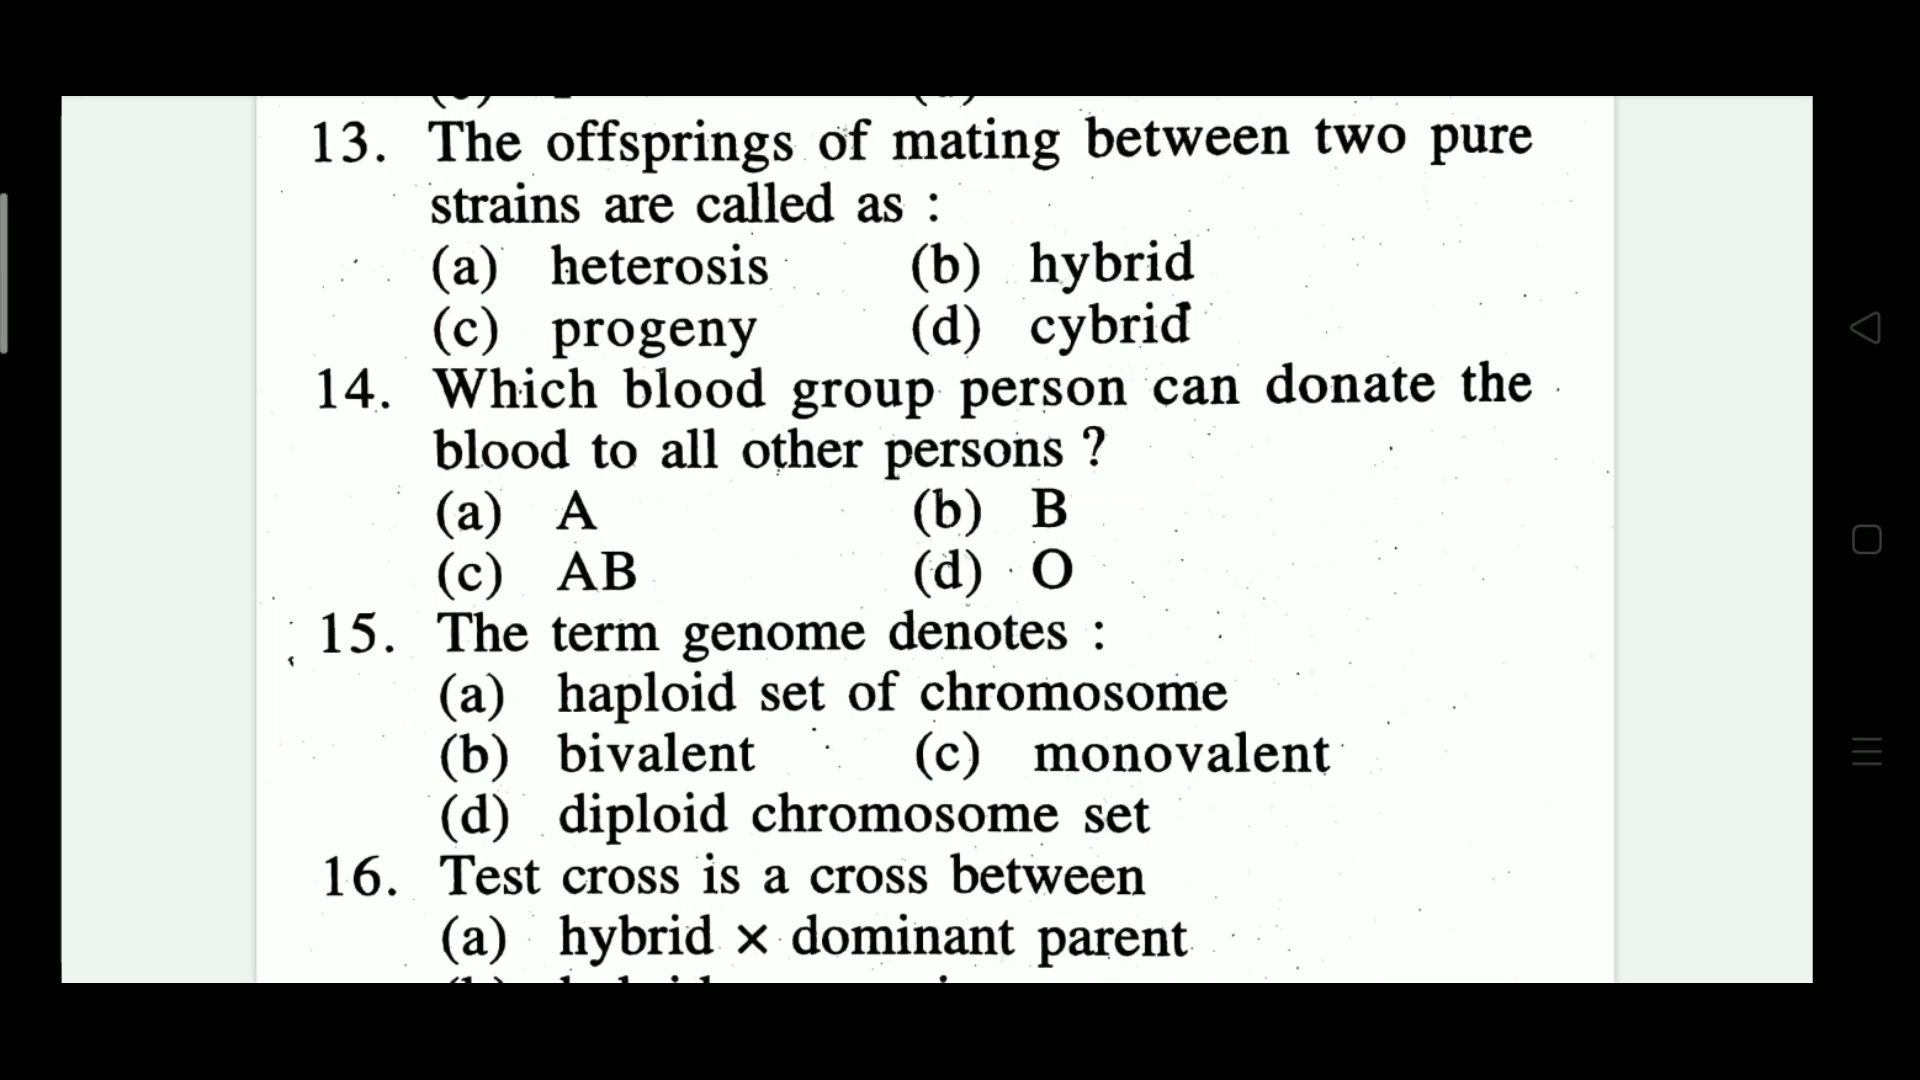 13. The offsprings of mating between two pure
strains are called as :
(a) heterosis (b) hybrid
(c) progeny (d) cybrid
14. Which blood group person can donate the
blood to all other persons ?
(a) A (b) B
(c) AB (d) O
15. The term genome denotes :
(a) haploid set of chromosome
(b) bivalent (c) monovalent
(d) diploid chromosome set
16. Test cross is a cross between
(a) hybrid × dominant parent